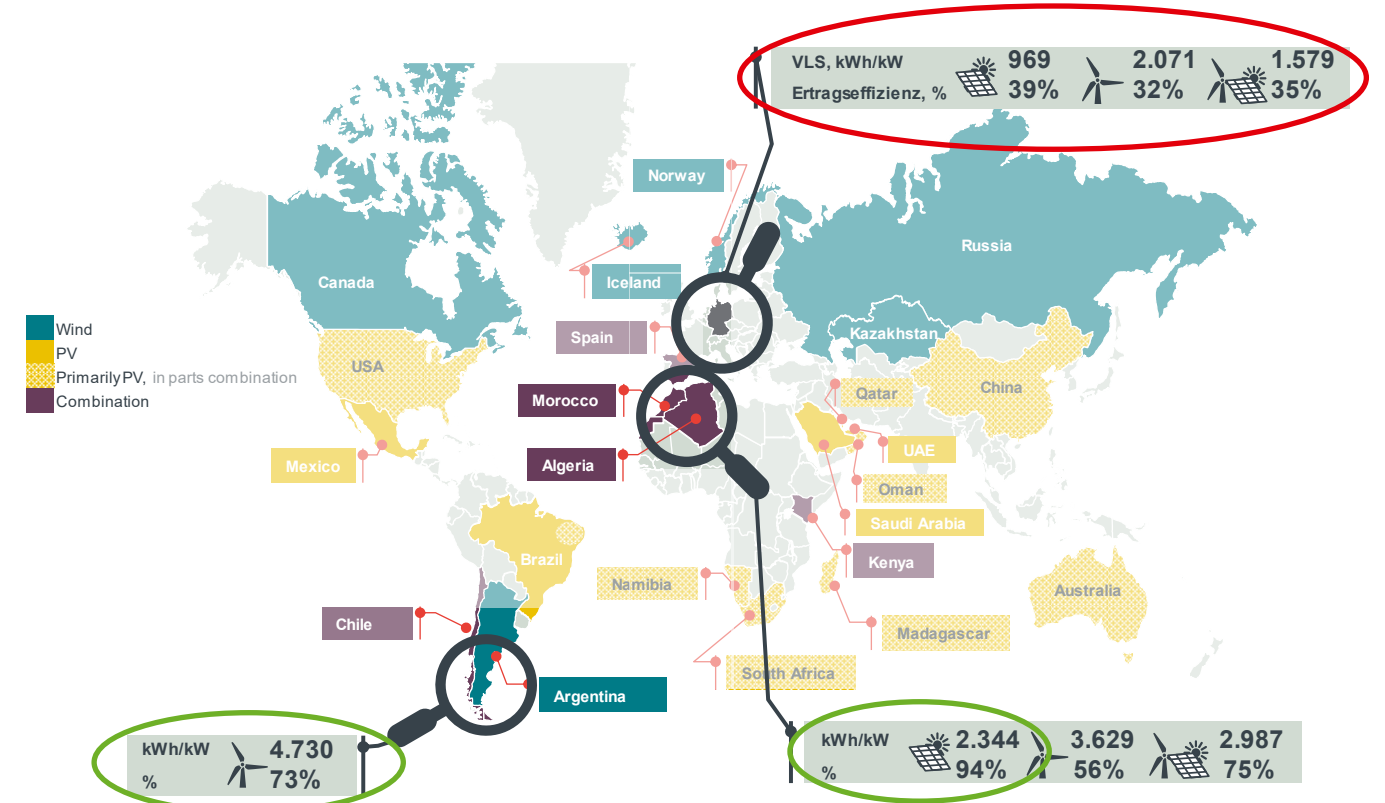 VLS, kWh/kW 969 2.071 1.579
Ertragseffizienz, % 39% 32% 35%
Norway
Russia
Canada
Iceland
Wind
PV
PrimarilyPV, in parts combination
Combination
Spain
Kazakhstan
USA
China
Qatar
Morocco
UAE
Mexico
Algeria
Oman
Saudi Arabia
Brazil
Kenya
Namibia
Australia
Chile
Madagascar
South Africa
Argentina
kWh/kW 4.730
% 73%
kWh/kW 2.344 3.629 2.987
% 94% 56% 75%